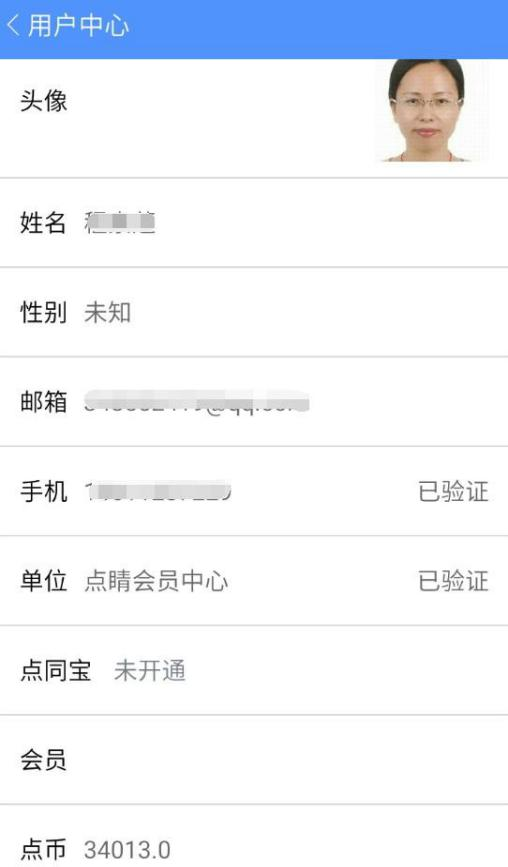 用户中心
头像
姓名
性别 未知
邮箱
手机 已验证
单位 点睛会员中心 已验证
点同宝 未开通
会员
点币 34013.0